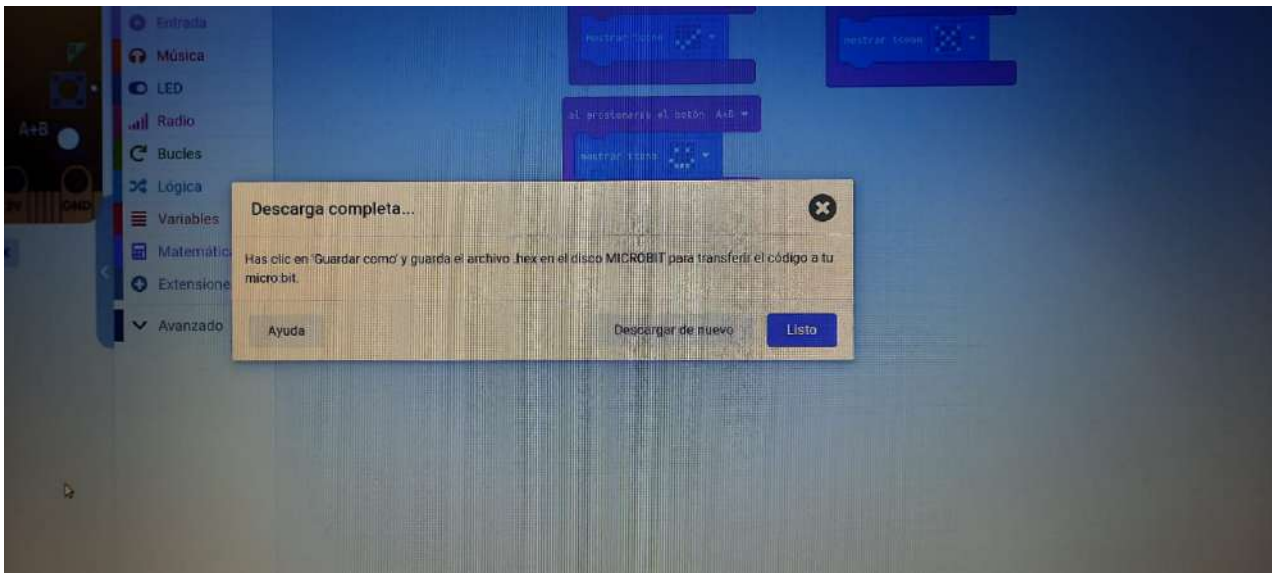 Entrada
mostrar icono
mostrar icono
Música
LED
al presionarse el botón A+B
Radio
A+B
Bucles
mostrar icono
Lógica
GND
Descarga completa...
Variables
Matemátic
Has clic en 'Guardar como' y guarda el archivo .hex en el disco MICROBIT para transferir el código a tu
micro:bit.
Extensione
Avanzado
Ayuda
Descargar de nuevo
Listo